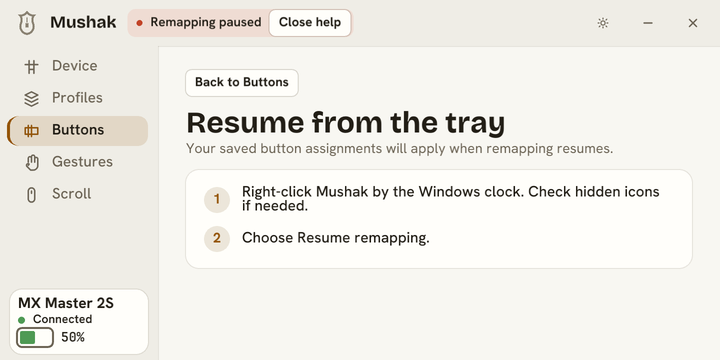 Mushak
Remapping paused
Close help
Device
Profiles
Buttons
Gestures
Scroll
MX Master 2S
Connected
50%
Back to Buttons
Resume from the tray
Your saved button assignments will apply when remapping resumes.
1
Right-click Mushak by the Windows clock. Check hidden icons
if needed.
2
Choose Resume remapping.